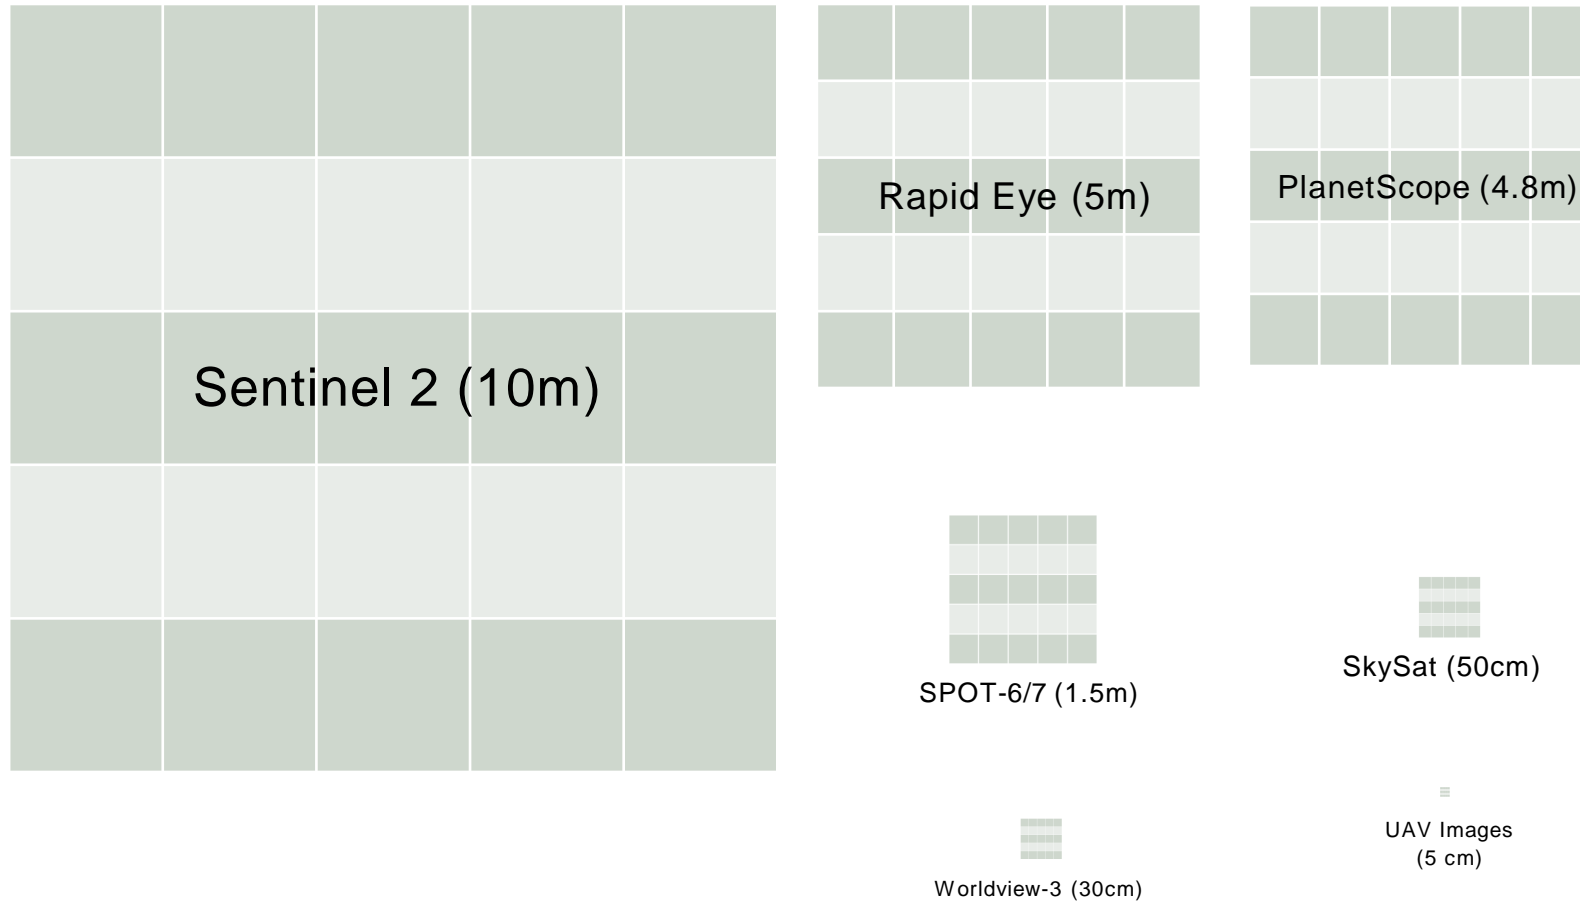 Sentinel 2 (10m)
Rapid Eye (5m)
PlanetScope (4.8m)
SPOT-6/7 (1.5m)
SkySat (50cm)
Worldview-3 (30cm)
UAV Images
(5 cm)